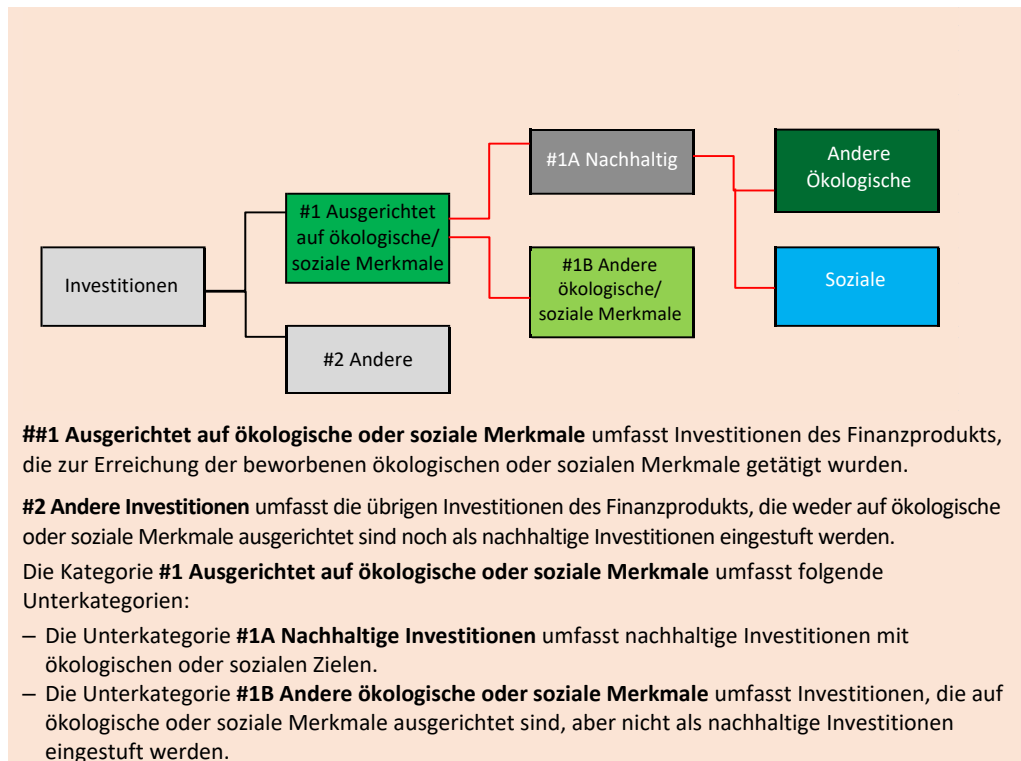 #1A Nachhaltig
Andere
Ökologische
#1 Ausgerichtet
auf ökologische/
soziale Merkmale
Investitionen
#1B Andere
ökologische/
soziale Merkmale
Soziale
#2 Andere
##1 Ausgerichtet auf ökologische oder soziale Merkmale umfasst Investitionen des Finanzprodukts,
die zur Erreichung der beworbenen ökologischen oder sozialen Merkmale getätigt wurden.
#2 Andere Investitionen umfasst die übrigen Investitionen des Finanzprodukts, die weder auf ökologische
oder soziale Merkmale ausgerichtet sind noch als nachhaltige Investitionen eingestuft werden.
Die Kategorie #1 Ausgerichtet auf ökologische oder soziale Merkmale umfasst folgende
Unterkategorien:
– Die Unterkategorie #1A Nachhaltige Investitionen umfasst nachhaltige Investitionen mit
ökologischen oder sozialen Zielen.
– Die Unterkategorie #1B Andere ökologische oder soziale Merkmale umfasst Investitionen, die auf
ökologische oder soziale Merkmale ausgerichtet sind, aber nicht als nachhaltige Investitionen
eingestuft werden.